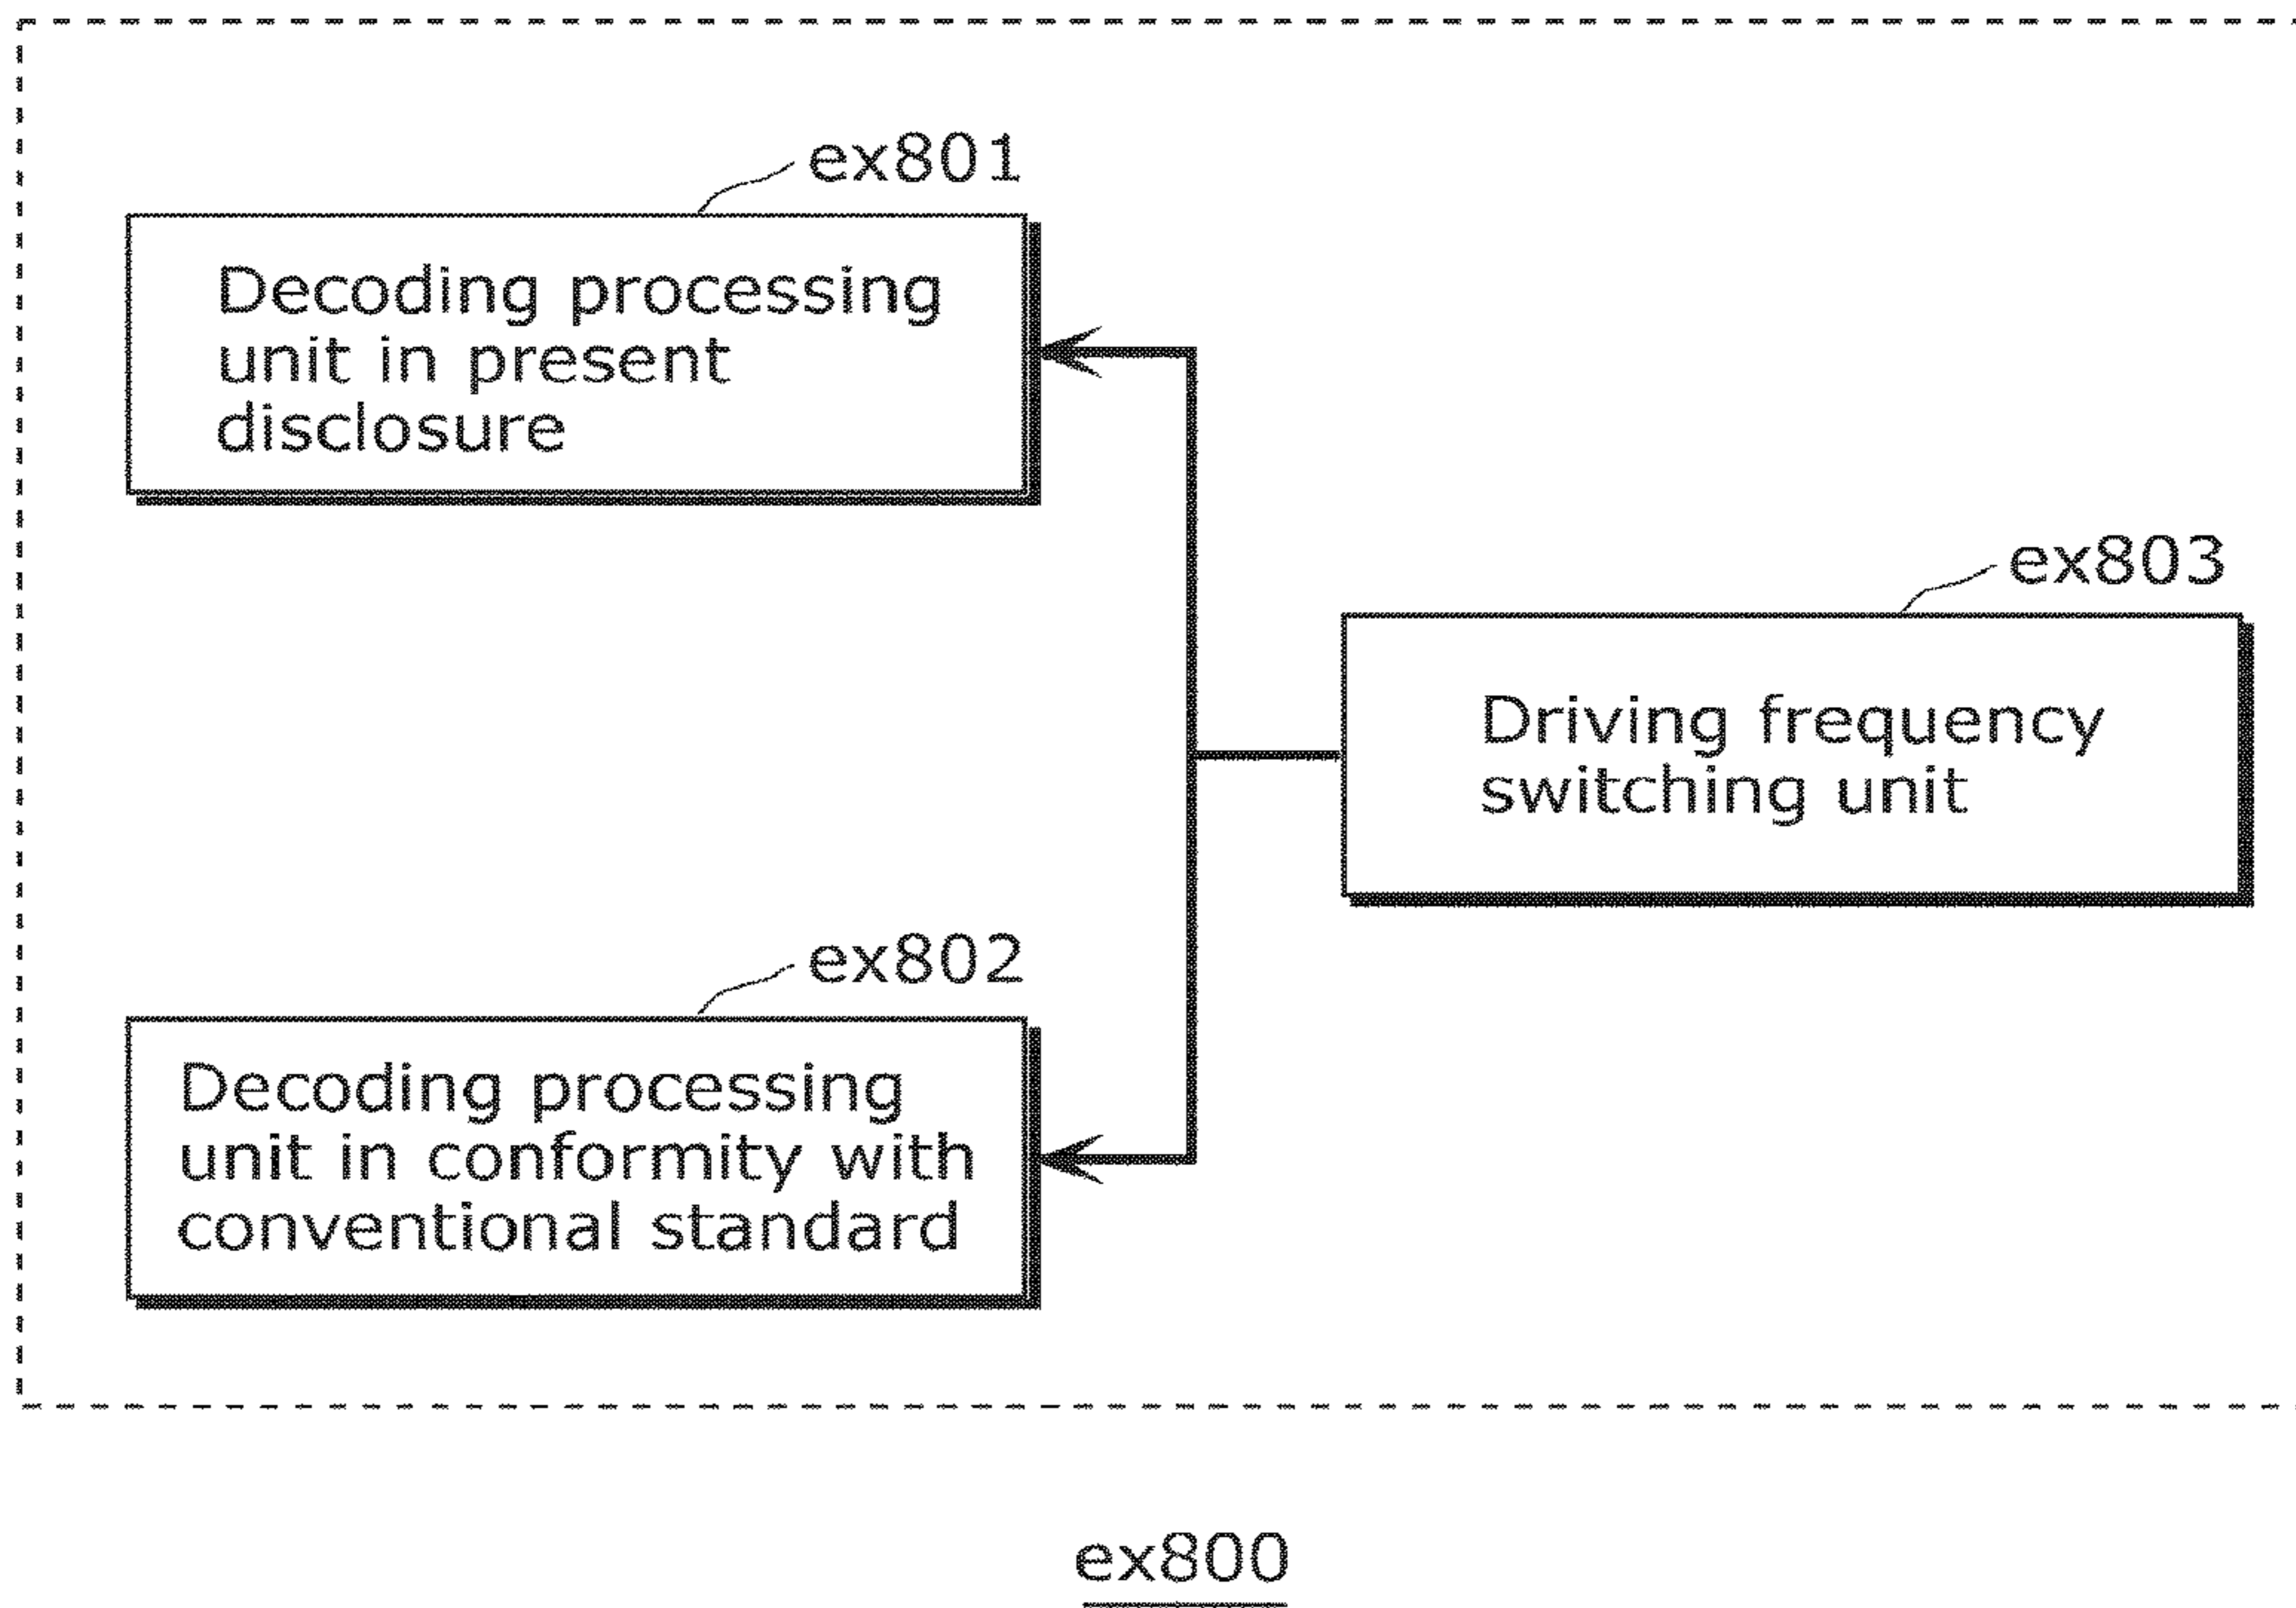 ex801
Decoding processing
unit in present
disclosure
ex803
Driving frequency
switching unit
ex802
Decoding processing
unit in conformity with
conventional standard
ex800